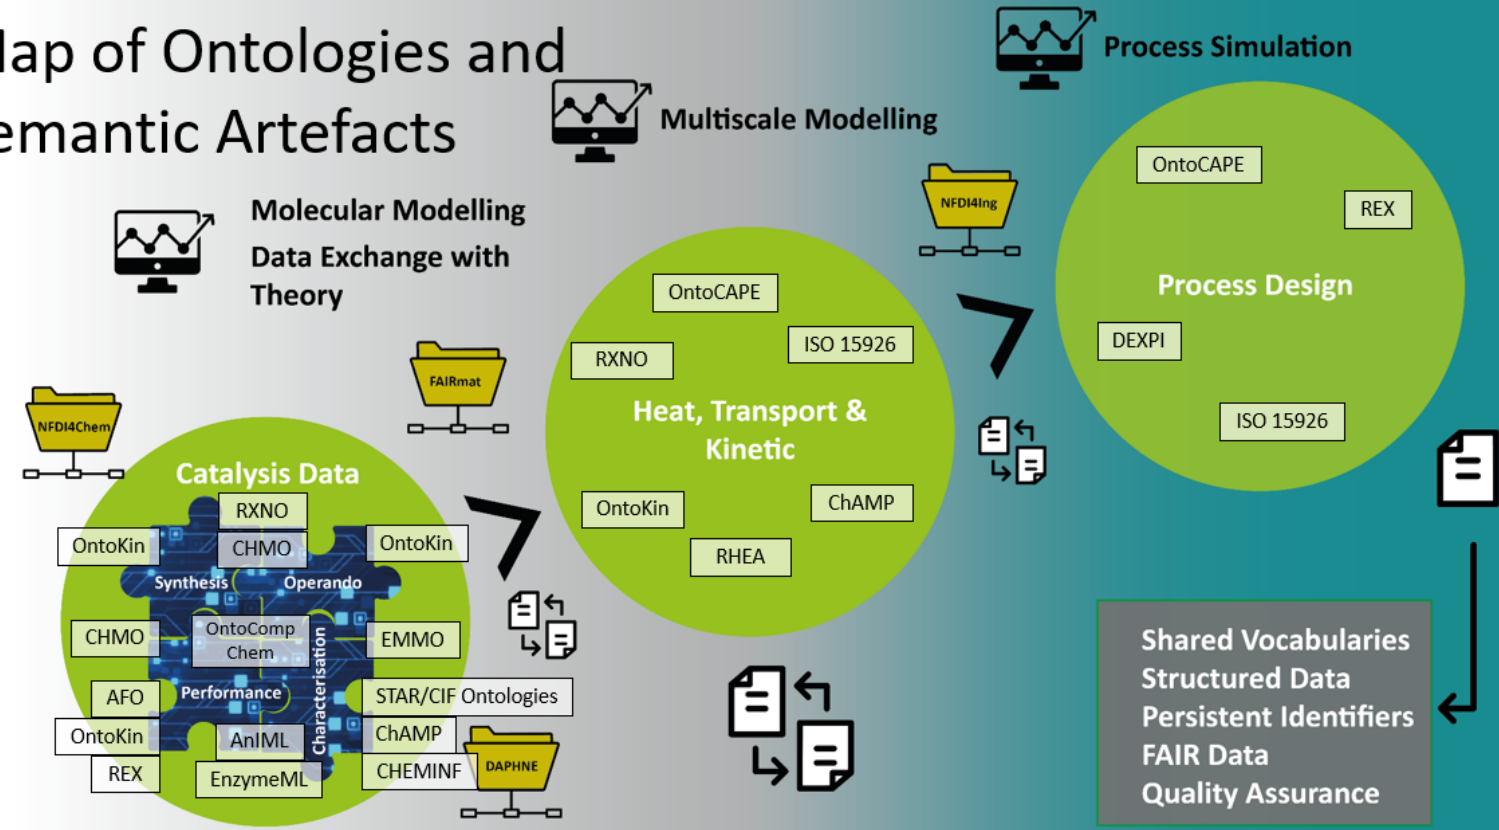 Map of Ontologies and
Semantic Artefacts
Process Simulation
Multiscale Modelling
Molecular Modelling
Data Exchange with
Theory
NFDI4Chem
FAIRmat
NFDI4Ing
DAPHNE
Catalysis Data
RXNO
OntoKin
CHMO
OntoKin
Synthesis
Operando
CHMO
OntoComp
Chem
EMMO
Characterisation
AFO
Performance
STAR/CIF Ontologies
OntoKin
AnIML
ChAMP
REX
EnzymeML
CHEMINF
OntoCAPE
ISO 15926
RXNO
Heat, Transport &
Kinetic
OntoKin
ChAMP
RHEA
OntoCAPE
REX
Process Design
DEXPI
ISO 15926
Shared Vocabularies
Structured Data
Persistent Identifiers
FAIR Data
Quality Assurance